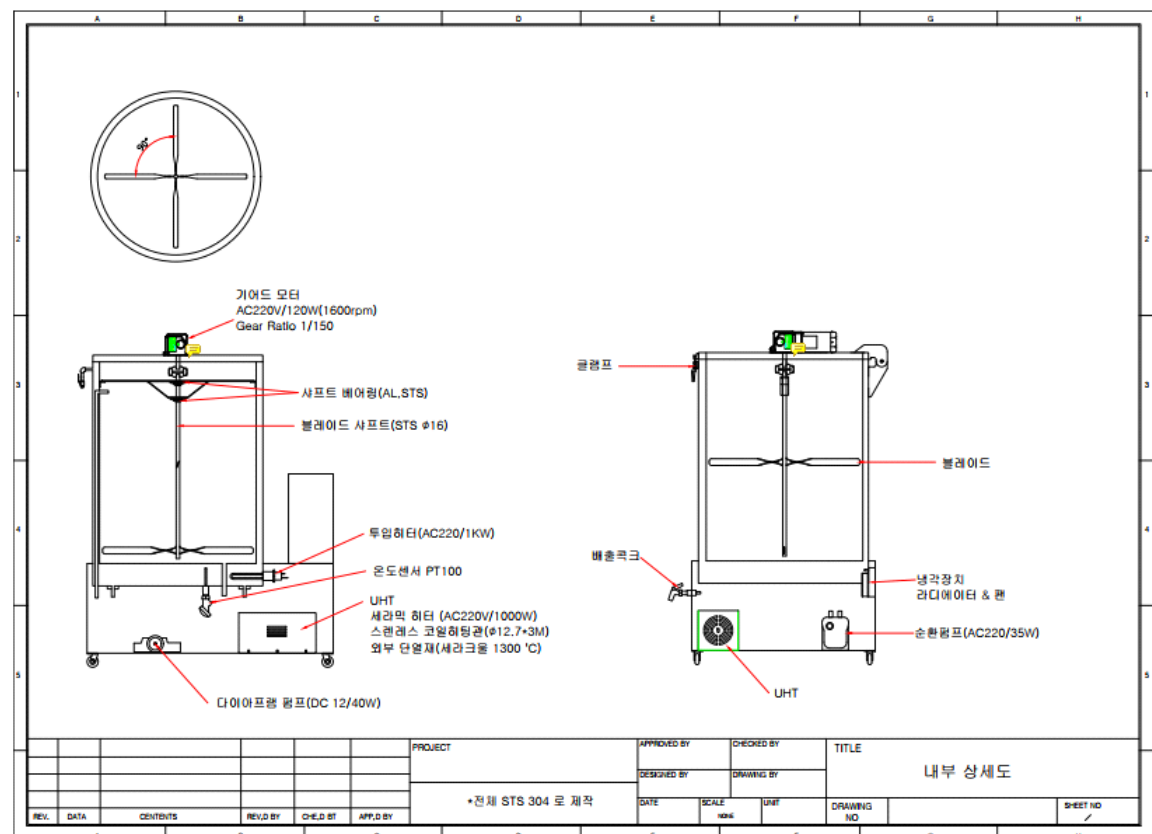 A B C D E F G H
1 1
90°
2 2
기어드 모터
AC220V/120W(1600rpm)
Gear Ratio 1/150
글램프
3 3
샤프트 베어링(AL,STS)
블레이드 샤프트(STS ø16)
블레이드
4 4
투입히터(AC220/1KW)
온도센서 PT100
UHT
세라믹 히터 (AC220V/1000W)
스텐레스 코일히팅관(ø12.7*3M)
외부 단열재(세라크울 1300 'C)
배출콕크
냉각장치
라디에이터 & 팬
순환펌프(AC220/35W)
UHT
5 5
다이아프램 펌프(DC 12/40W)
PROJECT
APPROVED BY
CHECKED BY
TITLE
내부 상세도
DESIGNED BY
DRAWING BY
*전체 STS 304 로 제작
DATE
SCALE
NONE
UNIT
DRAWING NO
SHEET NO
/
REV. DATA CENTENTS REV,D BY CHE,D BT APP,D BY